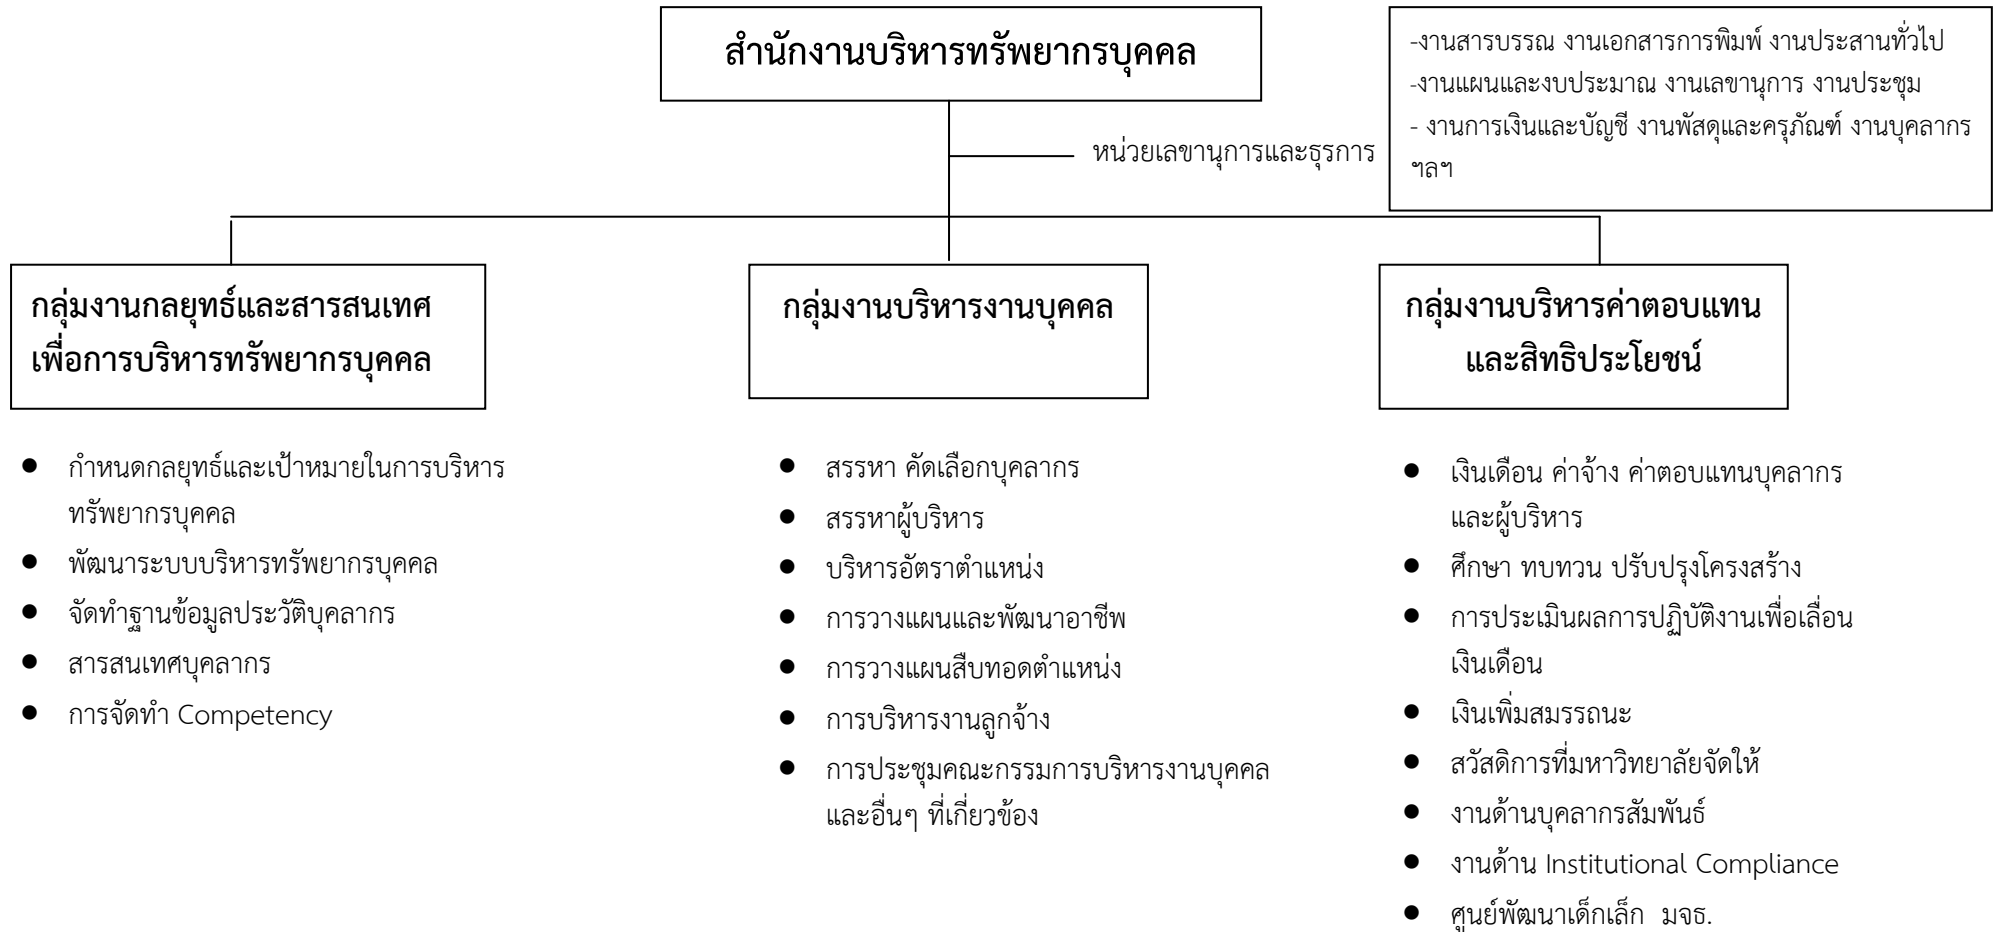 สำนักงานบริหารทรัพยากรบุคคล
-งานสารบรรณ งานเอกสารการพิมพ์ งานประสานทั่วไป
-งานแผนและงบประมาณ งานเลขานุการ งานประชุม
- งานการเงินและบัญชี งานพัสดุและครุภัณฑ์ งานบุคลากร
ฯลฯ
หน่วยเลขานุการและธุรการ
กลุ่มงานกลยุทธ์และสารสนเทศ
เพื่อการบริหารทรัพยากรบุคคล
● กำหนดกลยุทธ์และเป้าหมายในการบริหาร
ทรัพยากรบุคคล
● พัฒนาระบบบริหารทรัพยากรบุคคล
● จัดทำฐานข้อมูลประวัติบุคลากร
● สารสนเทศบุคลากร
● การจัดทำ Competency
กลุ่มงานบริหารงานบุคคล
● สรรหา คัดเลือกบุคลากร
● สรรหาผู้บริหาร
● บริหารอัตราตำแหน่ง
● การวางแผนและพัฒนาอาชีพ
● การวางแผนสืบทอดตำแหน่ง
● การบริหารงานลูกจ้าง
● การประชุมคณะกรรมการบริหารงานบุคคล
และอื่นๆ ที่เกี่ยวข้อง
กลุ่มงานบริหารค่าตอบแทน
และสิทธิประโยชน์
● เงินเดือน ค่าจ้าง ค่าตอบแทนบุคลากร
และผู้บริหาร
● ศึกษา ทบทวน ปรับปรุงโครงสร้าง
● การประเมินผลการปฏิบัติงานเพื่อเลื่อน
เงินเดือน
● เงินเพิ่มสมรรถนะ
● สวัสดิการที่มหาวิทยาลัยจัดให้
● งานด้านบุคลากรสัมพันธ์
● งานด้าน Institutional Compliance
● ศูนย์พัฒนาเด็กเล็ก มจธ.